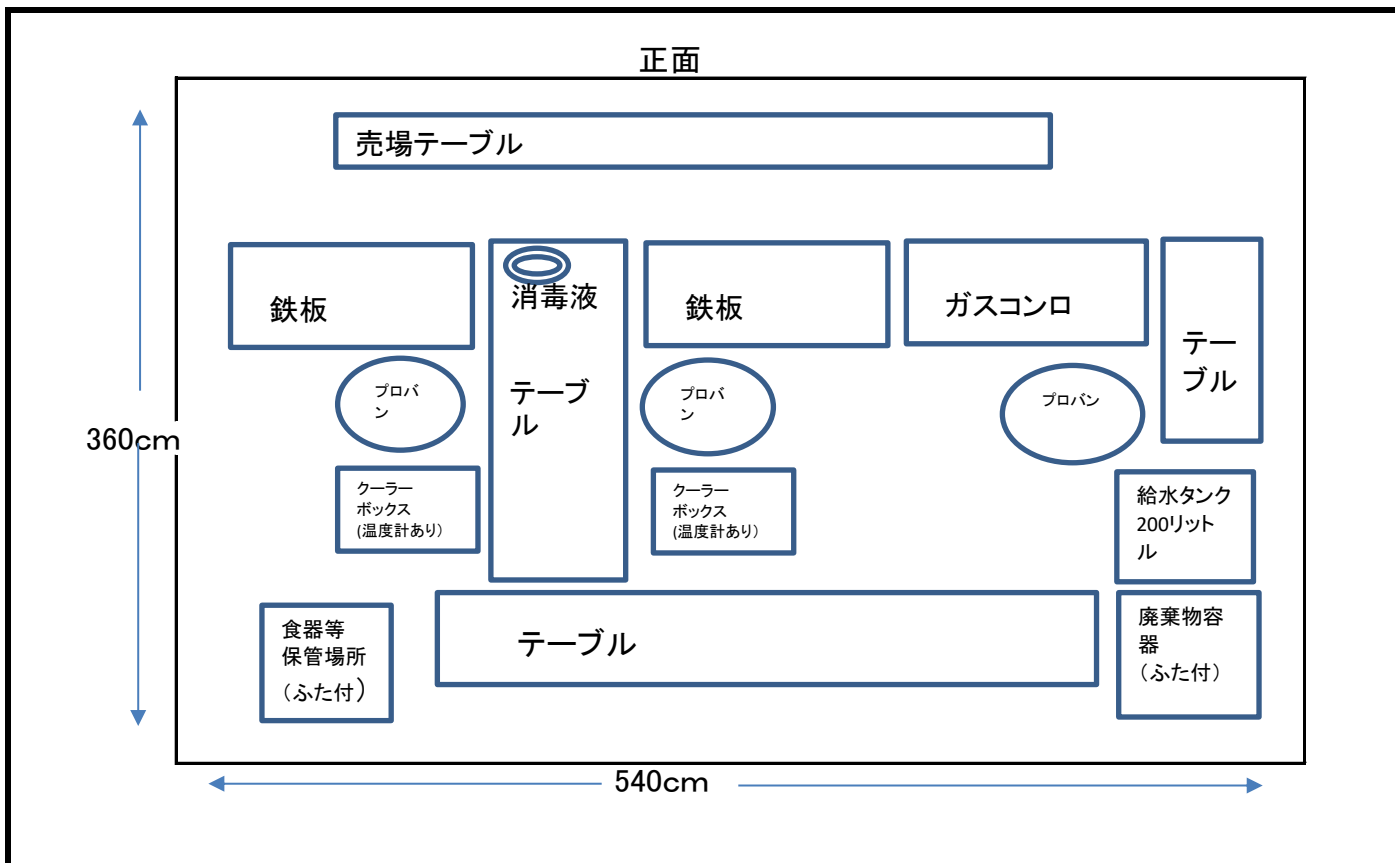 正面
売場テーブル
鉄板
消毒液
テーブ
ル
鉄板
ガスコンロ
テー
ブル
プロバ
ン
プロバ
ン
プロバン
360cm
クーラー
ボックス
(温度計あり)
クーラー
ボックス
(温度計あり)
給水タンク
200リット
ル
食器等
保管場所
（ふた付）
テーブル
廃棄物容
器
（ふた付）
540cm